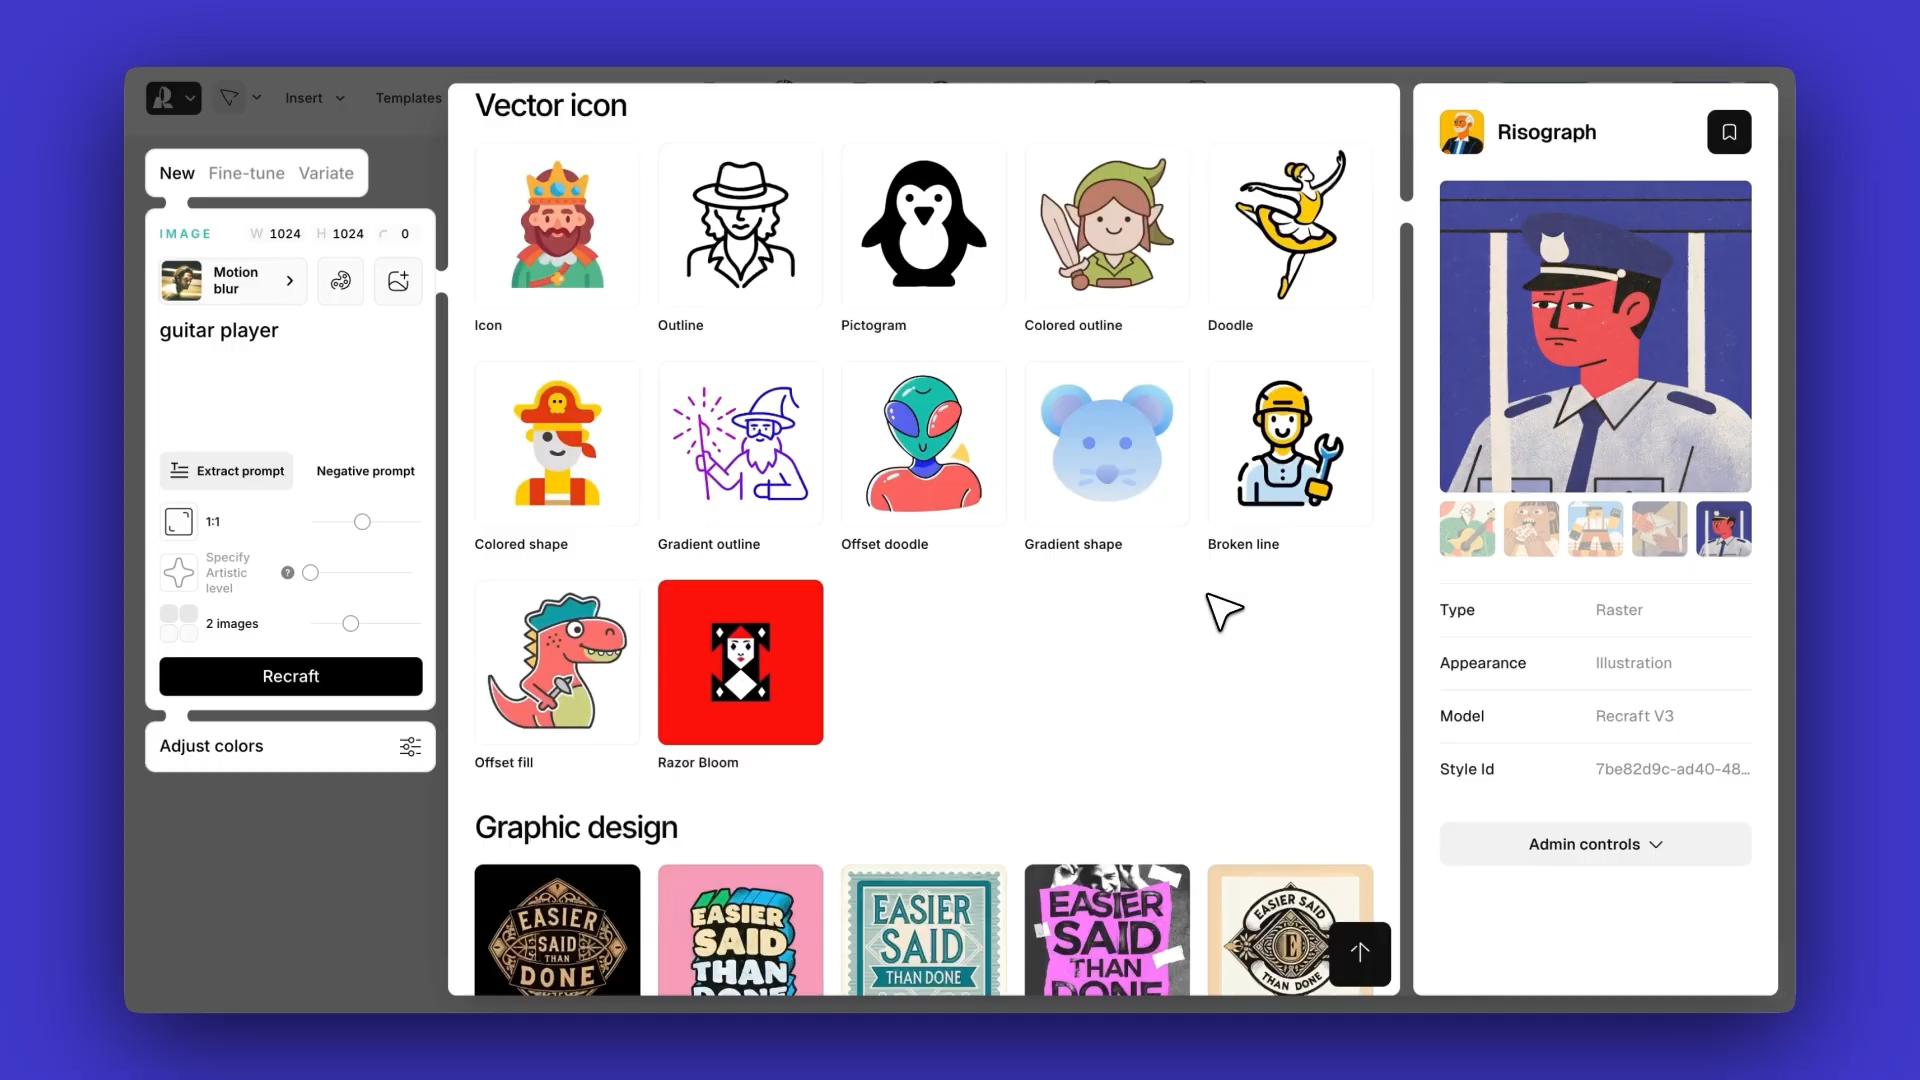 Insert
Templates
New
Fine-tune
Variate
IMAGE
W 1024
H 1024
0
Motion
blur
guitar player
Extract prompt
Negative prompt
1:1
Specify
Artistic
level
?
2 images
Recraft
Adjust colors
Vector icon
Icon
Outline
Pictogram
Colored outline
Doodle
Colored shape
Gradient outline
Offset doodle
Gradient shape
Broken line
Offset fill
Razor Bloom
Graphic design
EASIER
SAID
THAN
DONE
EASIER
SAID
THAN
DONE
EASIER
SAID
THAN DONE
EASIER
SAID
THAN
DONE
EASIER SAID
E
THAN DONE
Risograph
Type
Raster
Appearance
Illustration
Model
Recraft V3
Style Id
7be82d9c-ad40-48...
Admin controls